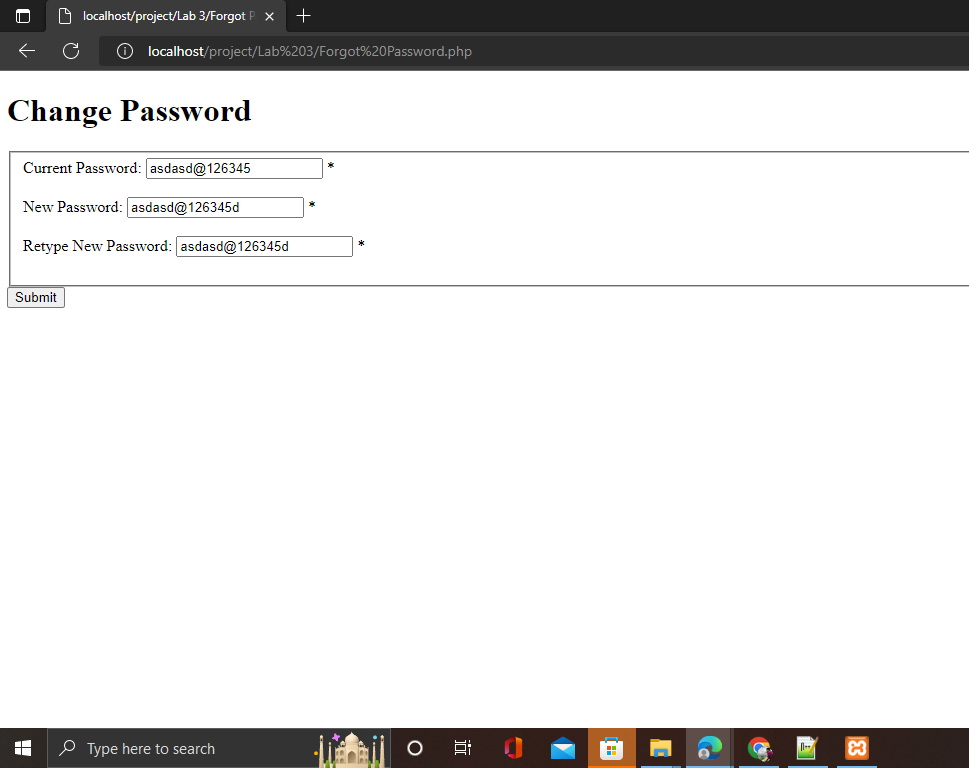 localhost/project/Lab 3/Forgot P
localhost/project/Lab%203/Forgot%20Password.php
Change Password
Current Password: asdasd@126345 *
New Password: asdasd@126345d *
Retype New Password: asdasd@126345d *
Submit
Type here to search